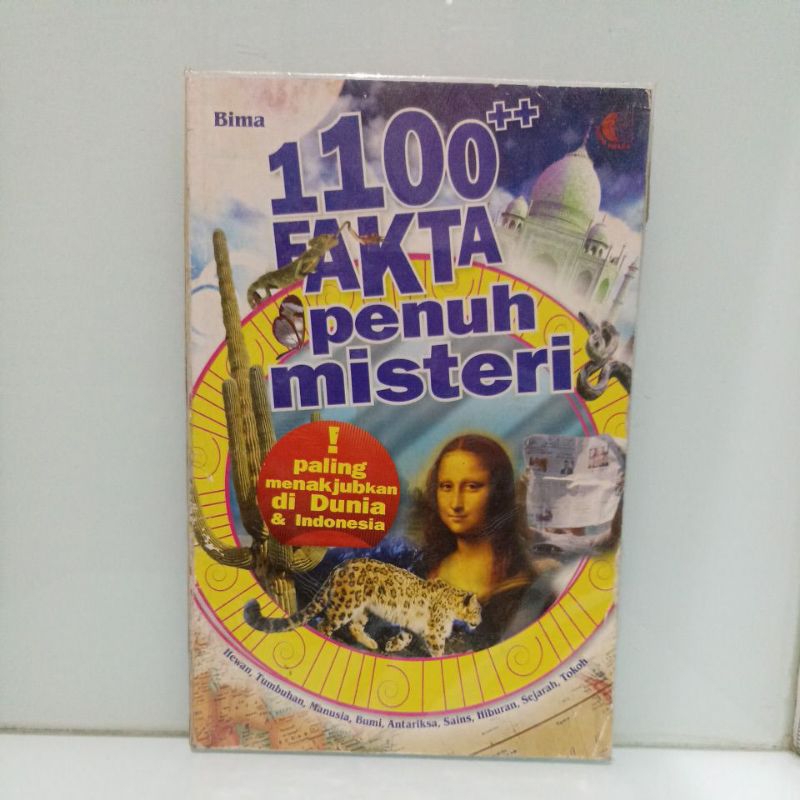 Bima
1100++
FAKTA
penuh
misteri
!
paling
menakjubkan
di Dunia
& Indonesia
Hewan, Tumbuhan, Manusia, Bumi, Antariksa, Sains, Hiburan, Sejarah, Tokoh